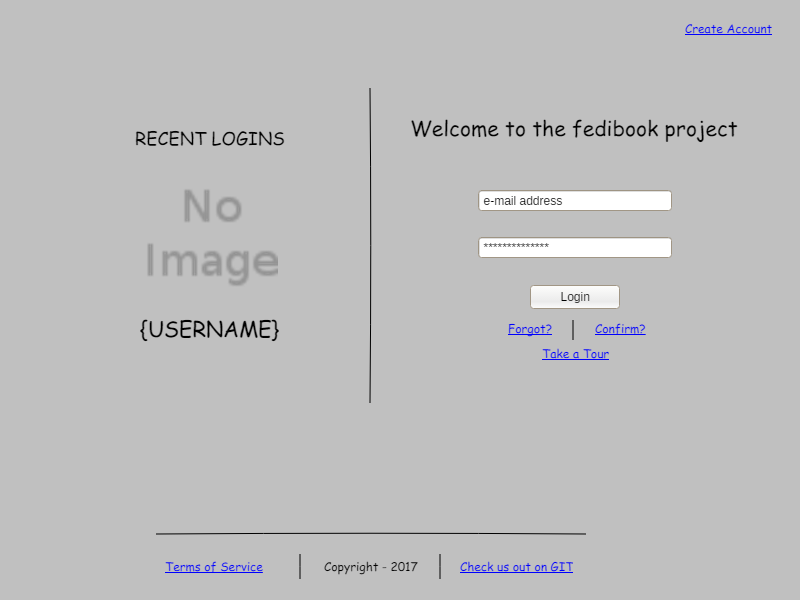 Create Account
RECENT LOGINS
No
Image
{USERNAME}
Welcome to the fedibook project
e-mail address
**************
Login
Forgot? Confirm?
Take a Tour
Terms of Service Copyright - 2017 Check us out on GIT